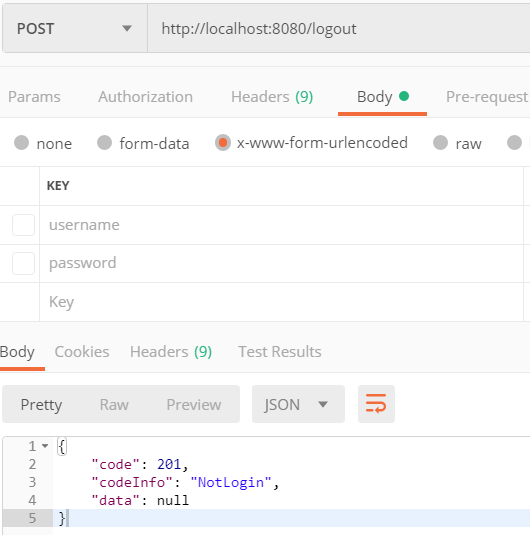 POST http://localhost:8080/logout
Params Authorization Headers (9) Body Pre-request
none form-data x-www-form-urlencoded raw
KEY
username
password
Key
Body Cookies Headers (9) Test Results
Pretty Raw Preview JSON
1 {
2 "code": 201,
3 "codeInfo": "NotLogin",
4 "data": null
5 }